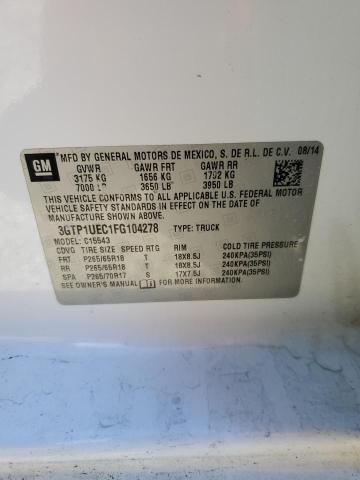 GM
MFD BY GENERAL MOTORS DE MEXICO, S. DE R.L. DE C.V. 08/14
GVWR GAWR FRT GAWR RR
3175 KG 1656 KG 1792 KG
7000 LB 3650 LB 3950 LB
THIS VEHICLE CONFORMS TO ALL APPLICABLE U.S. FEDERAL MOTOR
VEHICLE SAFETY STANDARDS IN EFFECT ON THE DATE OF
MANUFACTURE SHOWN ABOVE.
3GTP1UEC1FG104278 TYPE: TRUCK
MODEL: C15543
CDVG TIRE SIZE SPEED RTG RIM COLD TIRE PRESSURE
FRT P265/65R18 T 18X8.5J 240KPA(35PSI)
RR P265/65R18 T 18X8.5J 240KPA(35PSI)
SPA P265/70R17 S 17X7.5J 240KPA(35PSI)
SEE OWNER'S MANUAL FOR MORE INFORMATION